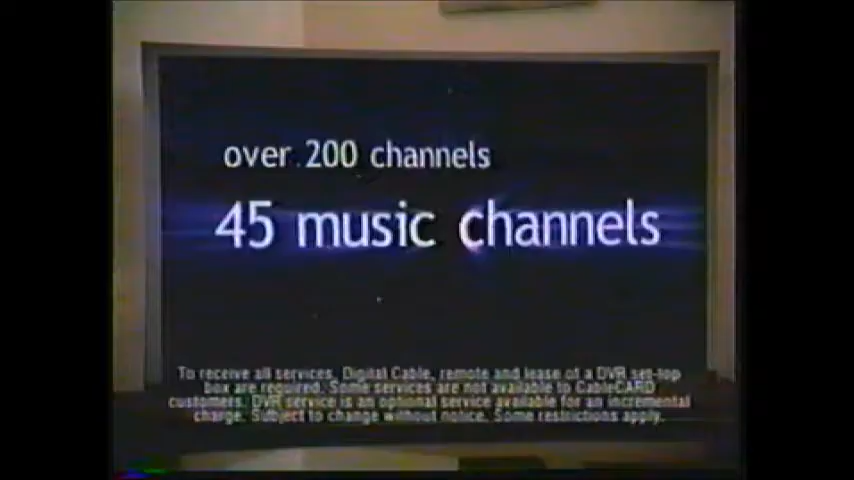 over 200 channels
45 music channels
To receive all services, Digital Cable, remote and lease of a DVR set-top
box are required. Some services are not available to CableCARD
customers. DVR service is an optional service available for an incremental
charge. Subject to change without notice. Some restrictions apply.